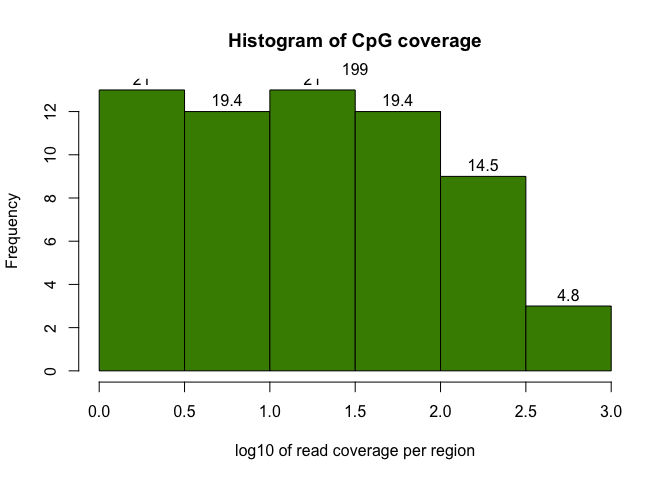 Histogram of CpG coverage
199
21 19.4 21 19.4 14.5 4.8
Frequency
0 2 4 6 8 10 12
0.0 0.5 1.0 1.5 2.0 2.5 3.0
log10 of read coverage per region